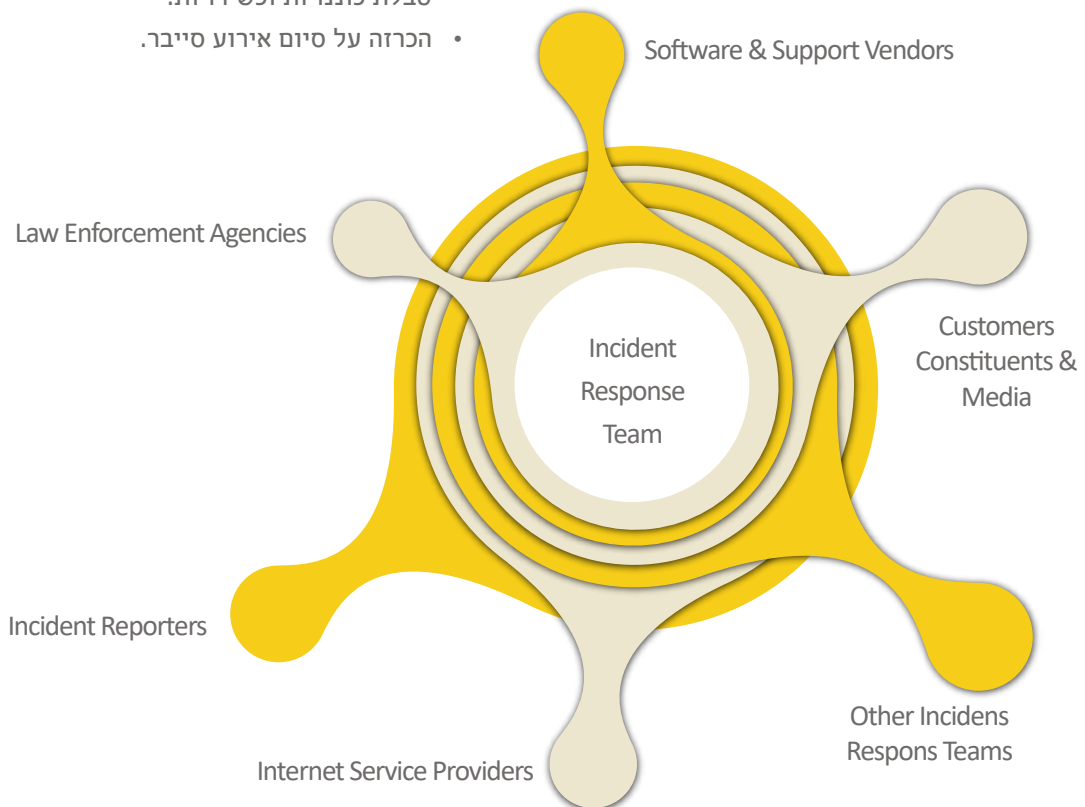 • הכרזה על סיום אירוע סייבר.
Software & Support Vendors
Law Enforcement Agencies
Customers
Constituents &
Media
Incident
Response
Team
Incident Reporters
Other Incidens
Respons Teams
Internet Service Providers